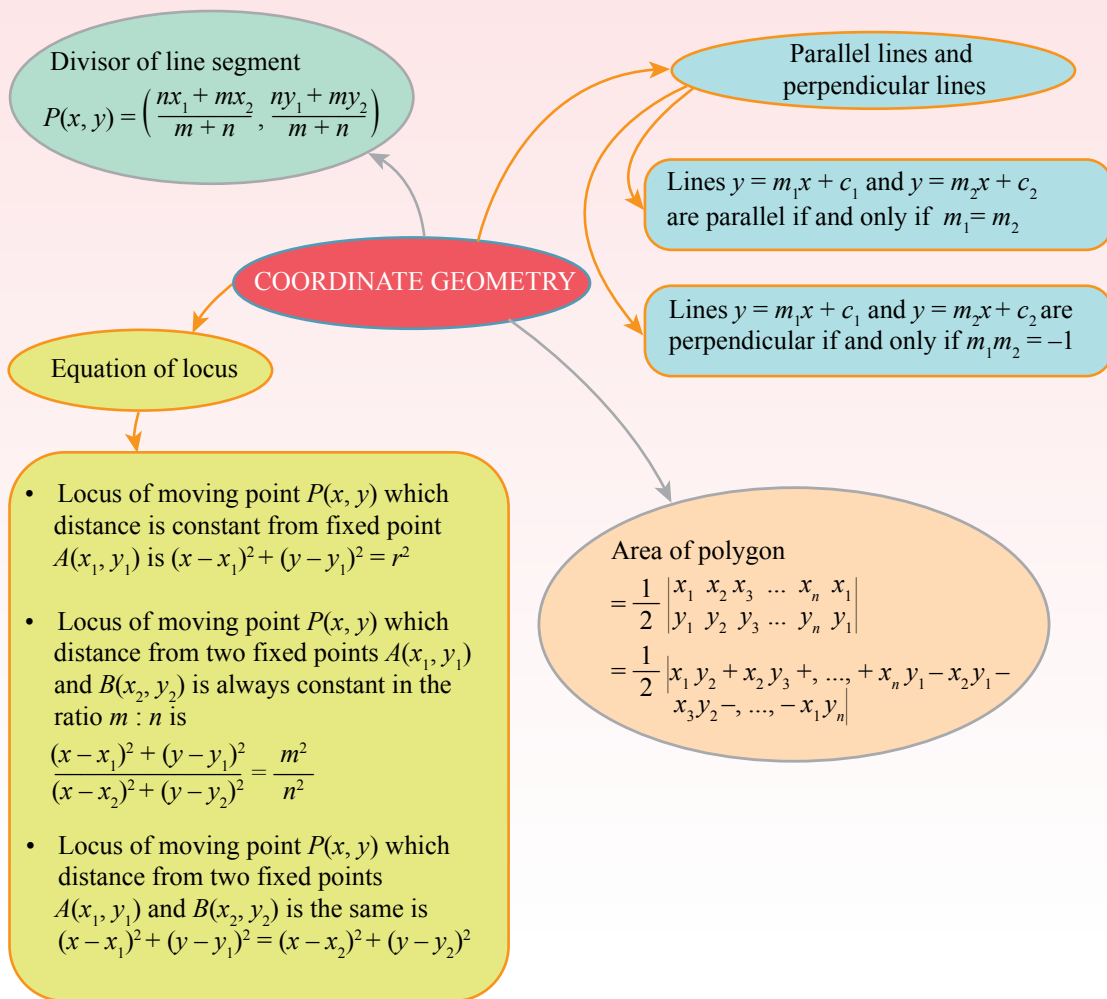 Divisor of line segment
P(x, y) = ( (nx₁ + mx₂)/(m + n) , (ny₁ + my₂)/(m + n) )
Parallel lines and
perpendicular lines
Lines y = m₁x + c₁ and y = m₂x + c₂
are parallel if and only if m₁ = m₂
Lines y = m₁x + c₁ and y = m₂x + c₂ are
perpendicular if and only if m₁m₂ = –1
COORDINATE GEOMETRY
Equation of locus
• Locus of moving point P(x, y) which
distance is constant from fixed point
A(x₁, y₁) is (x – x₁)² + (y – y₁)² = r²
• Locus of moving point P(x, y) which
distance from two fixed points A(x₁, y₁)
and B(x₂, y₂) is always constant in the
ratio m : n is
(x – x₁)² + (y – y₁)² / (x – x₂)² + (y – y₂)² = m² / n²
• Locus of moving point P(x, y) which
distance from two fixed points
A(x₁, y₁) and B(x₂, y₂) is the same is
(x – x₁)² + (y – y₁)² = (x – x₂)² + (y – y₂)²
Area of polygon
= 1/2 |x₁ x₂ x₃ ... xₙ x₁|
|y₁ y₂ y₃ ... yₙ y₁|
= 1/2 |x₁y₂ + x₂y₃ +, ..., + xₙy₁ – x₂y₁ –
x₃y₂ –, ..., – x₁yₙ|